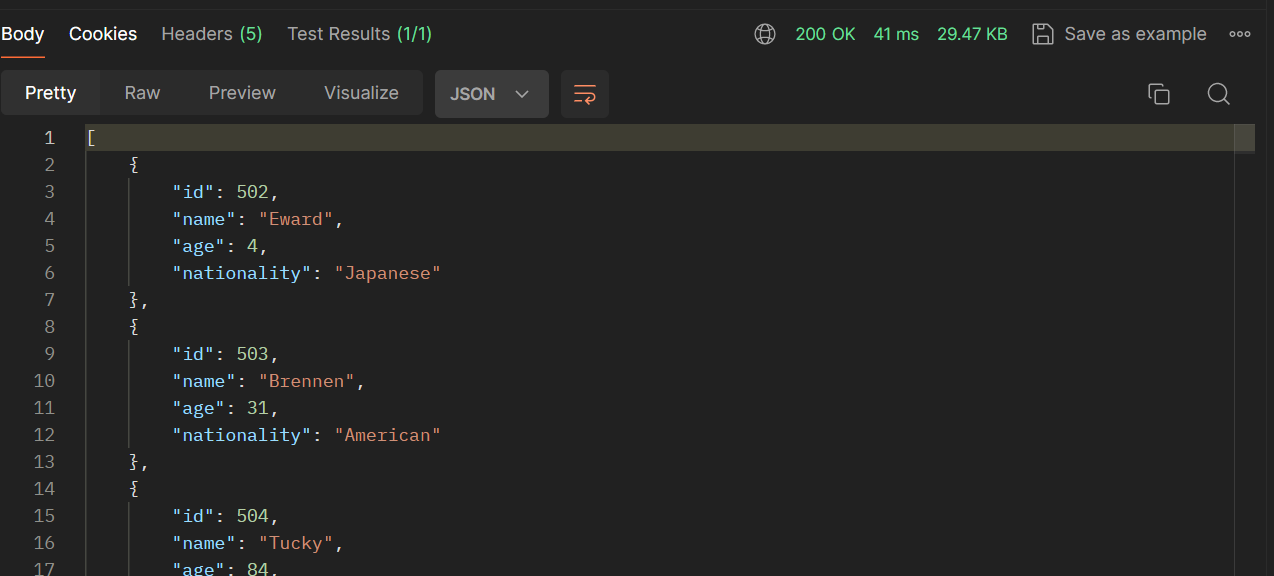 Body Cookies Headers (5) Test Results (1/1) 200 OK 41 ms 29.47 KB Save as example
Pretty Raw Preview Visualize JSON
1 [
2 {
3 "id": 502,
4 "name": "Eward",
5 "age": 4,
6 "nationality": "Japanese"
7 },
8 {
9 "id": 503,
10 "name": "Brennen",
11 "age": 31,
12 "nationality": "American"
13 },
14 {
15 "id": 504,
16 "name": "Tucky",
17 "age": 84,